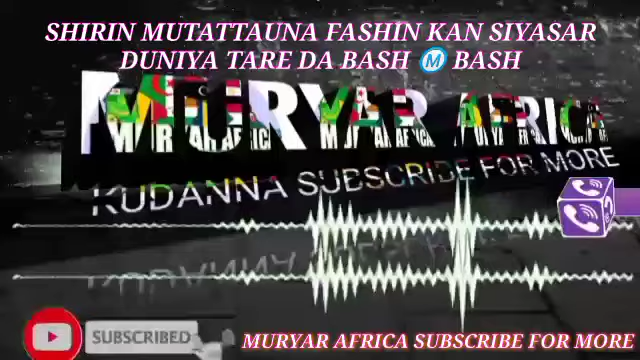 SHIRIN MUTATTAUNA FASHIN KAN SIYASAR
DUNIYA TARE DA BASH M BASH
MURYAR AFRICA
KUDANNA SUBSCRIBE FOR MORE
SUBSCRIBED
MURYAR AFRICA SUBSCRIBE FOR MORE